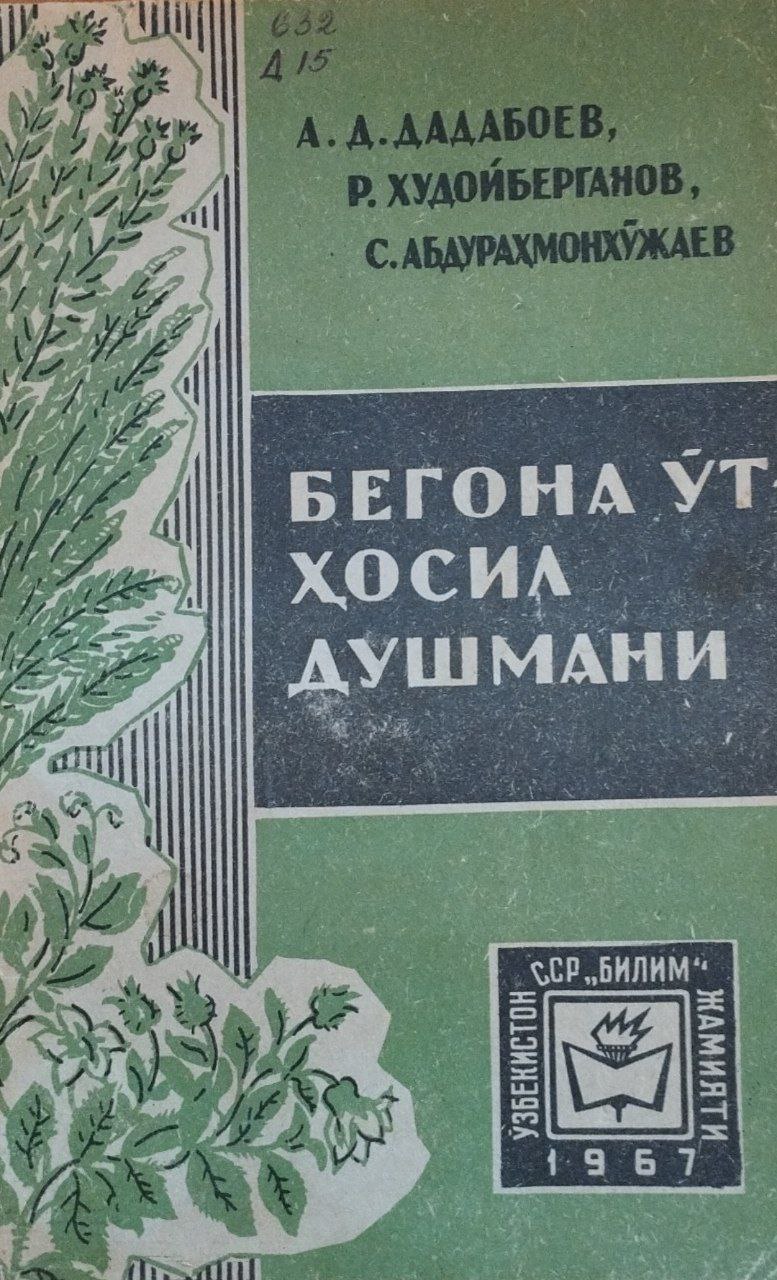 632
Д 15
А. Д. ДАДАБОЕВ,
Р. ХУДОЙБЕРГАНОВ,
С. АБДУРАҲМОНХЎЖАЕВ
БЕГОНА ЎТ-
ҲОСИЛ
ДУШМАНИ
ЎЗБЕКИСТОН
ССР „БИЛИМ“
ЖАМИЯТИ
1967